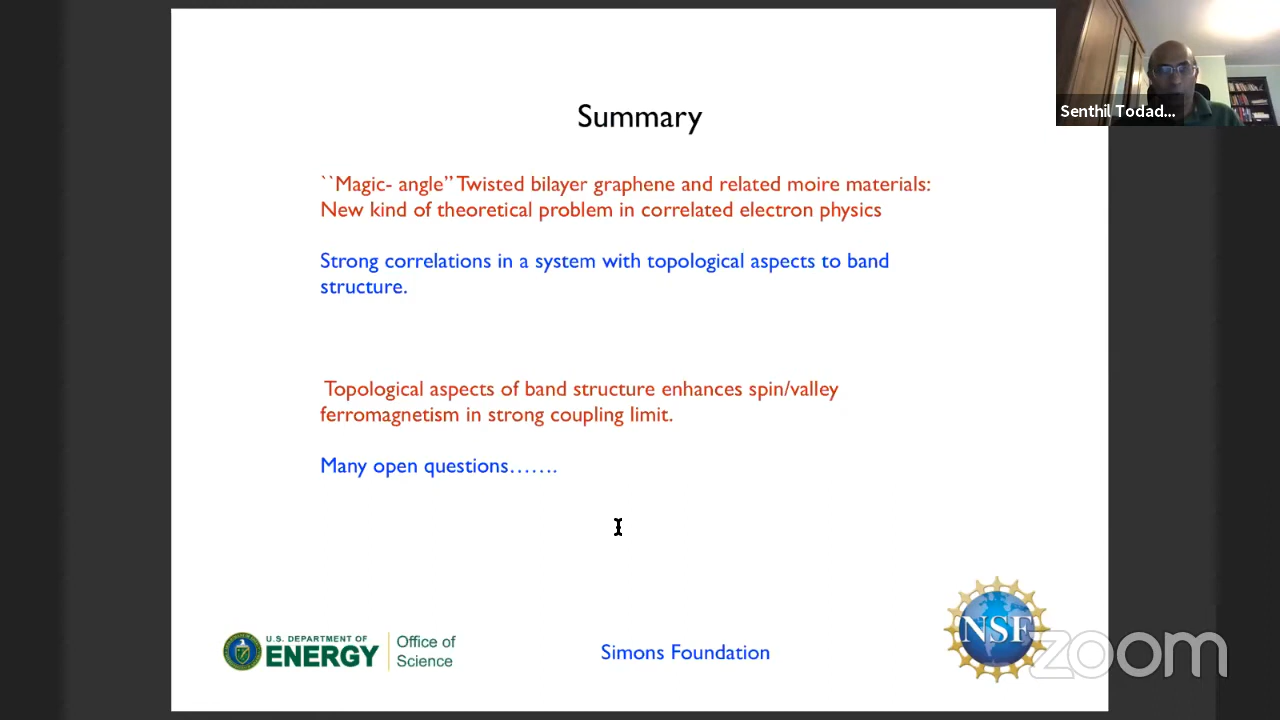 Summary
Senthil Todad...
``Magic- angle” Twisted bilayer graphene and related moire materials:
New kind of theoretical problem in correlated electron physics
Strong correlations in a system with topological aspects to band
structure.
Topological aspects of band structure enhances spin/valley
ferromagnetism in strong coupling limit.
Many open questions…….
U.S. DEPARTMENT OF
ENERGY
Office of
Science
Simons Foundation
NSF
zoom